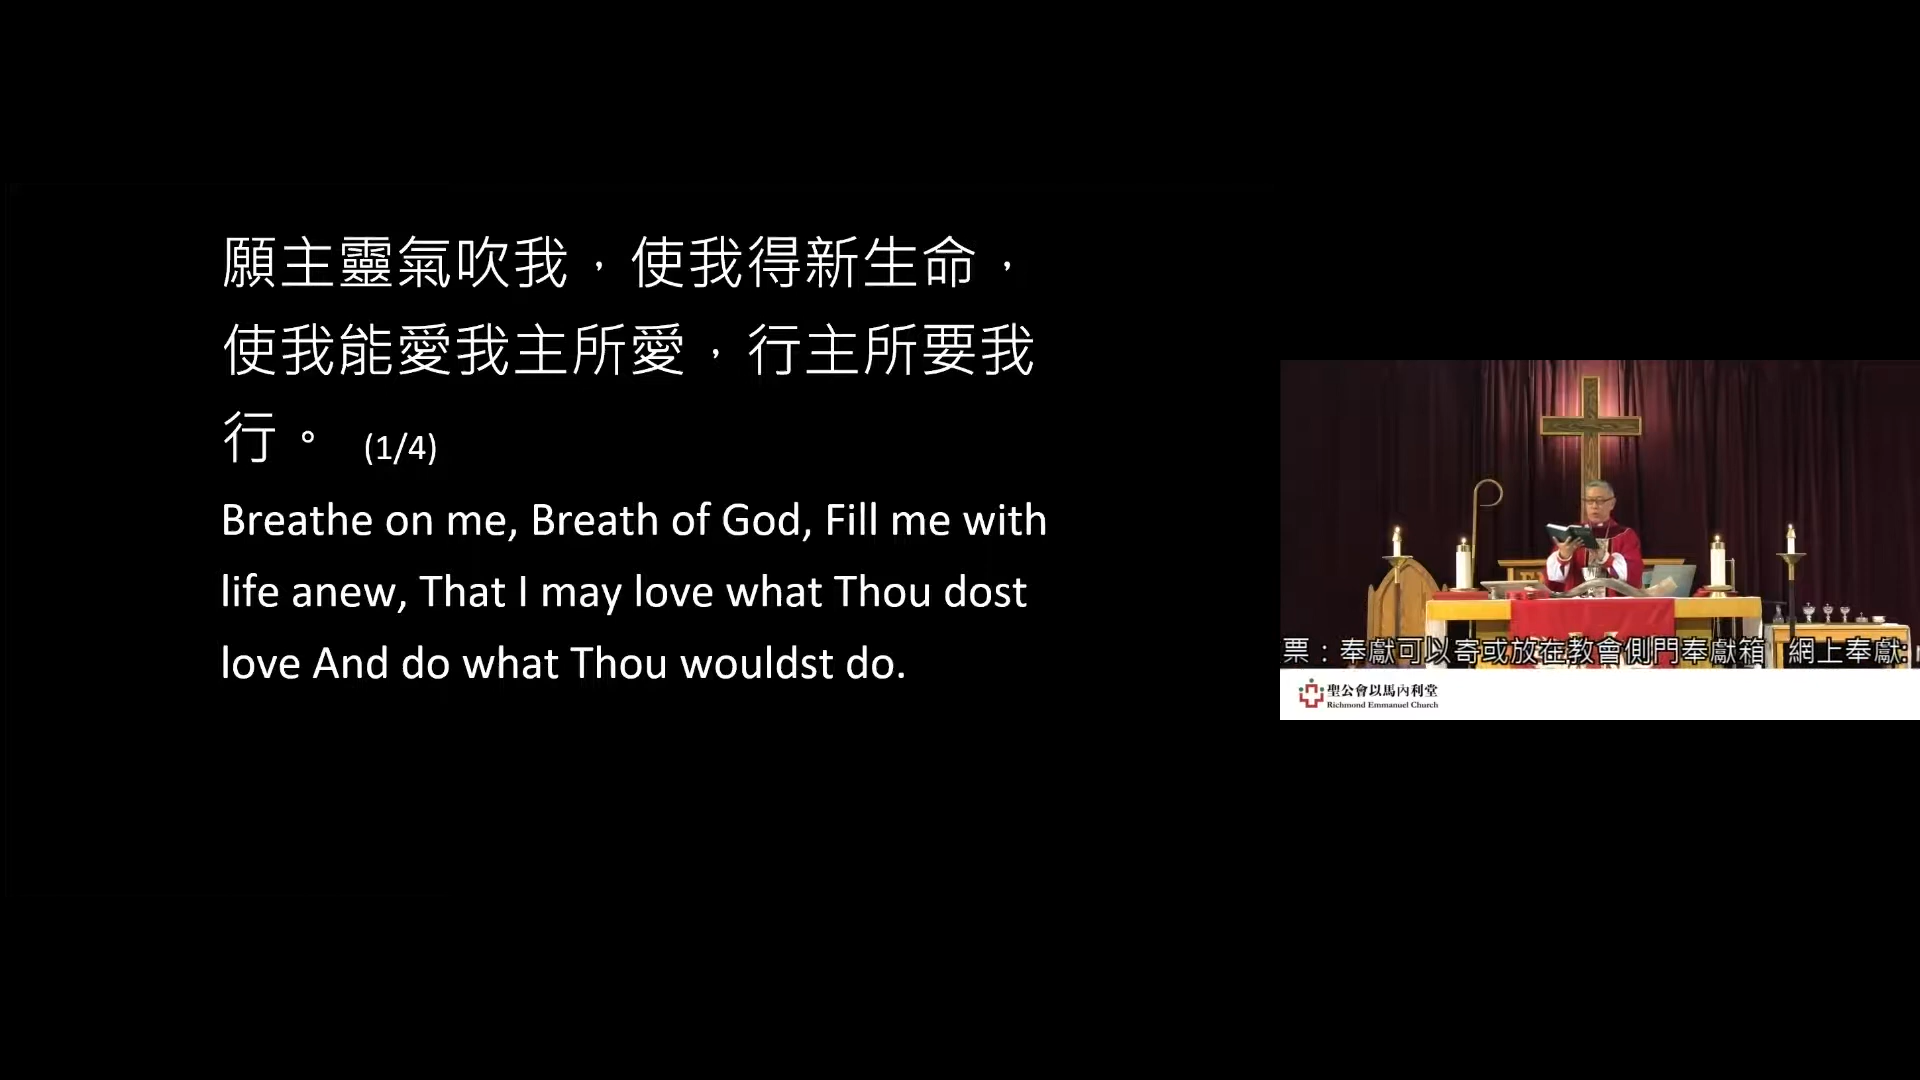 願主靈氣吹我，使我得新生命，
使我能愛我主所愛，行主所要我
行。 (1/4)
Breathe on me, Breath of God, Fill me with
life anew, That I may love what Thou dost
love And do what Thou wouldst do.
票：奉獻可以寄或放在教會側門奉獻箱 網上奉獻:
聖公會以馬內利堂
Richmond Emmanuel Church